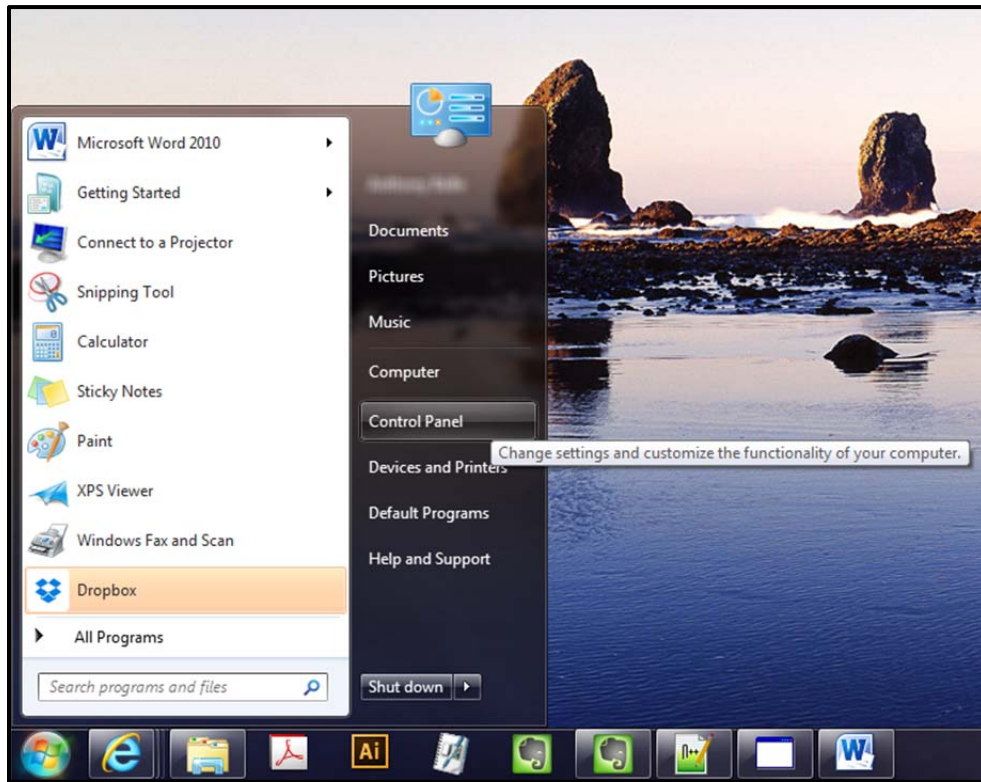 Microsoft Word 2010
Getting Started
Connect to a Projector
Snipping Tool
Calculator
Sticky Notes
Paint
XPS Viewer
Windows Fax and Scan
Dropbox
All Programs
Search programs and files
Documents
Pictures
Music
Computer
Control Panel
Change settings and customize the functionality of your computer.
Devices and Printers
Default Programs
Help and Support
Shut down
Ai
W